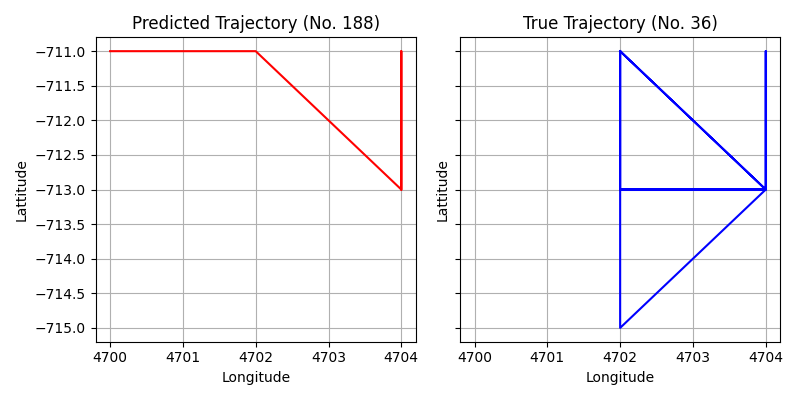 Predicted Trajectory (No. 188)
True Trajectory (No. 36)
−711.0
−711.5
−712.0
−712.5
−713.0
−713.5
−714.0
−714.5
−715.0
Lattitude
Lattitude
4700 4701 4702 4703 4704
4700 4701 4702 4703 4704
Longitude
Longitude